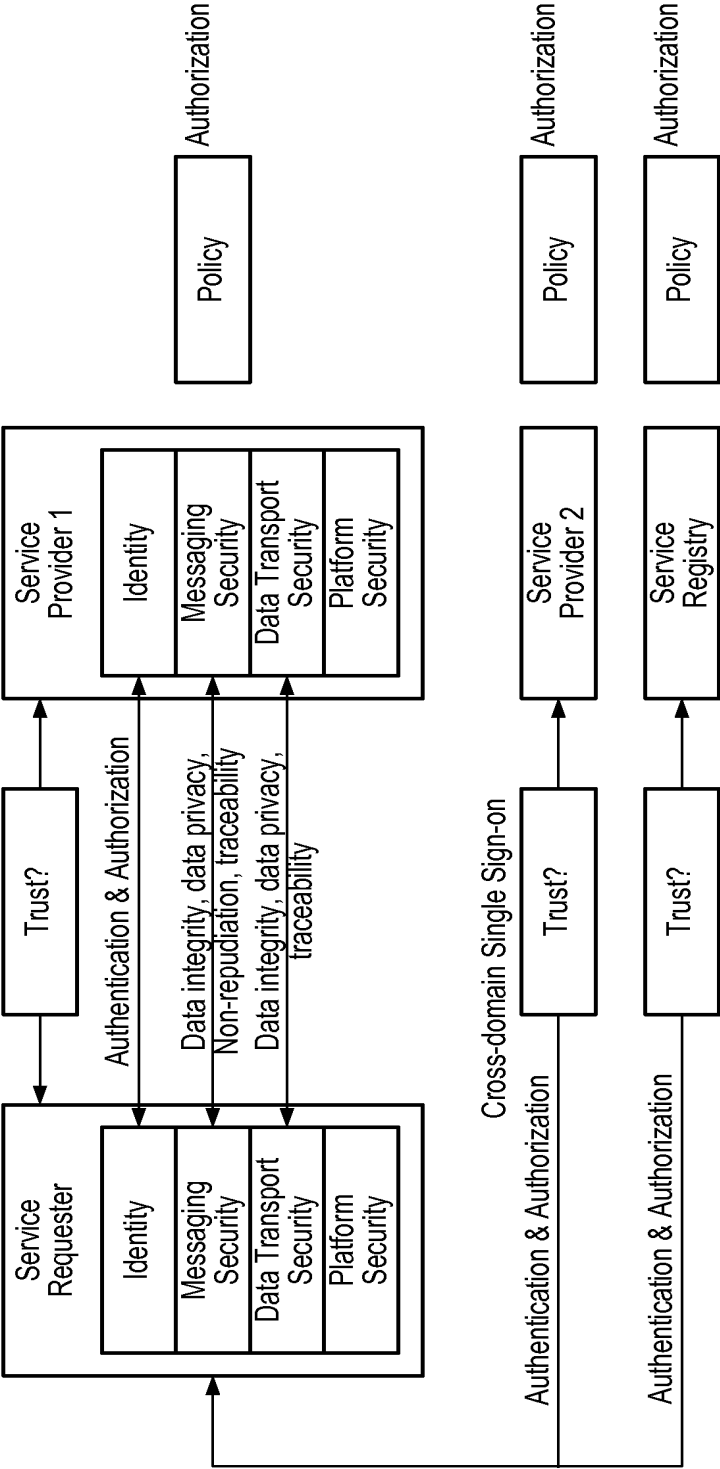 Service
Requester
Identity
Messaging
Security
Data Transport
Security
Platform
Security
Trust?
Authentication & Authorization
Data integrity, data privacy,
Non-repudiation, traceability
Data integrity, data privacy,
traceability
Service
Provider 1
Identity
Messaging
Security
Data Transport
Security
Platform
Security
Policy
Authorization
Cross-domain Single Sign-on
Authentication & Authorization
Trust?
Service
Provider 2
Policy
Authorization
Authentication & Authorization
Trust?
Service
Registry
Policy
Authorization